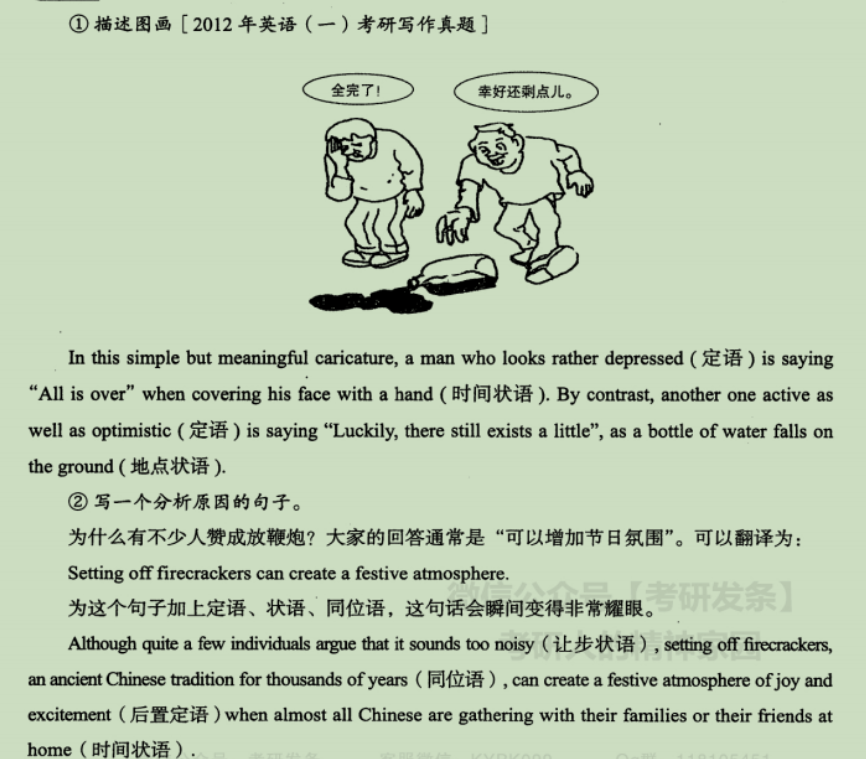 ① 描述图画 [ 2012 年英语（一）考研写作真题 ]
全完了!
幸好还剩点儿。
In this simple but meaningful caricature, a man who looks rather depressed ( 定语 ) is saying
“All is over” when covering his face with a hand ( 时间状语 ). By contrast, another one active as
well as optimistic ( 定语 ) is saying “Luckily, there still exists a little”, as a bottle of water falls on
the ground ( 地点状语 ).
② 写一个分析原因的句子。
为什么有不少人赞成放鞭炮？大家的回答通常是“可以增加节日氛围”。可以翻译为：
Setting off firecrackers can create a festive atmosphere.
微信公众号【考研发条】
为这个句子加上定语、状语、同位语，这句话会瞬间变得非常耀眼。
考研人的精神家园
Although quite a few individuals argue that it sounds too noisy ( 让步状语 ) , setting off firecrackers,
an ancient Chinese tradition for thousands of years ( 同位语 ) , can create a festive atmosphere of joy and
excitement ( 后置定语 ) when almost all Chinese are gathering with their families or their friends at
home ( 时间状语 ) .